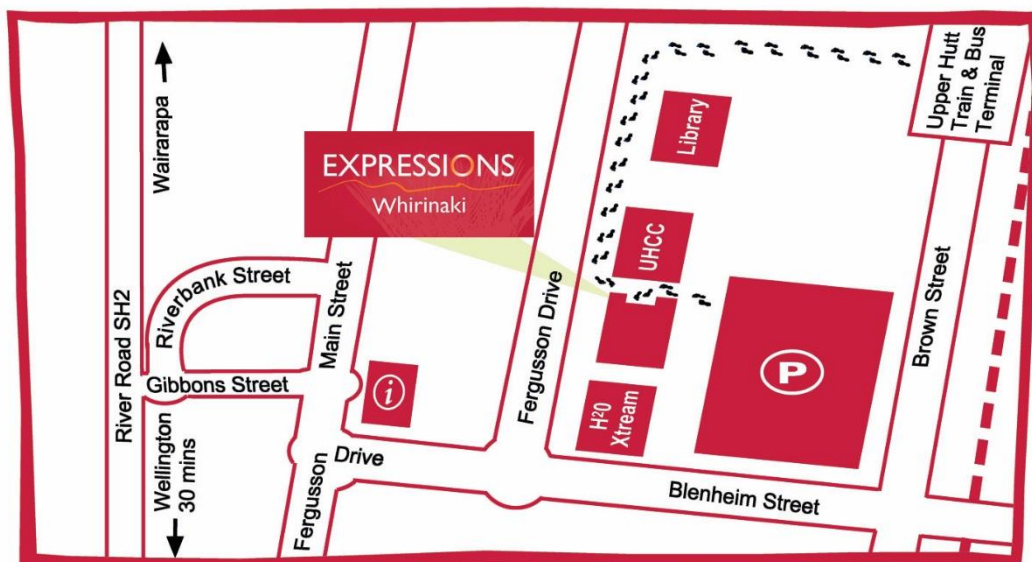 Wairarapa
EXPRESSIONS
Whirinaki
Library
UHCC
Upper Hutt
Train & Bus
Terminal
Riverbank Street
River Road SH2
Gibbons Street
Main Street
i
Fergusson Drive
H²O
Xtream
P
Brown Street
Wellington
30 mins
Fergusson
Drive
Blenheim Street